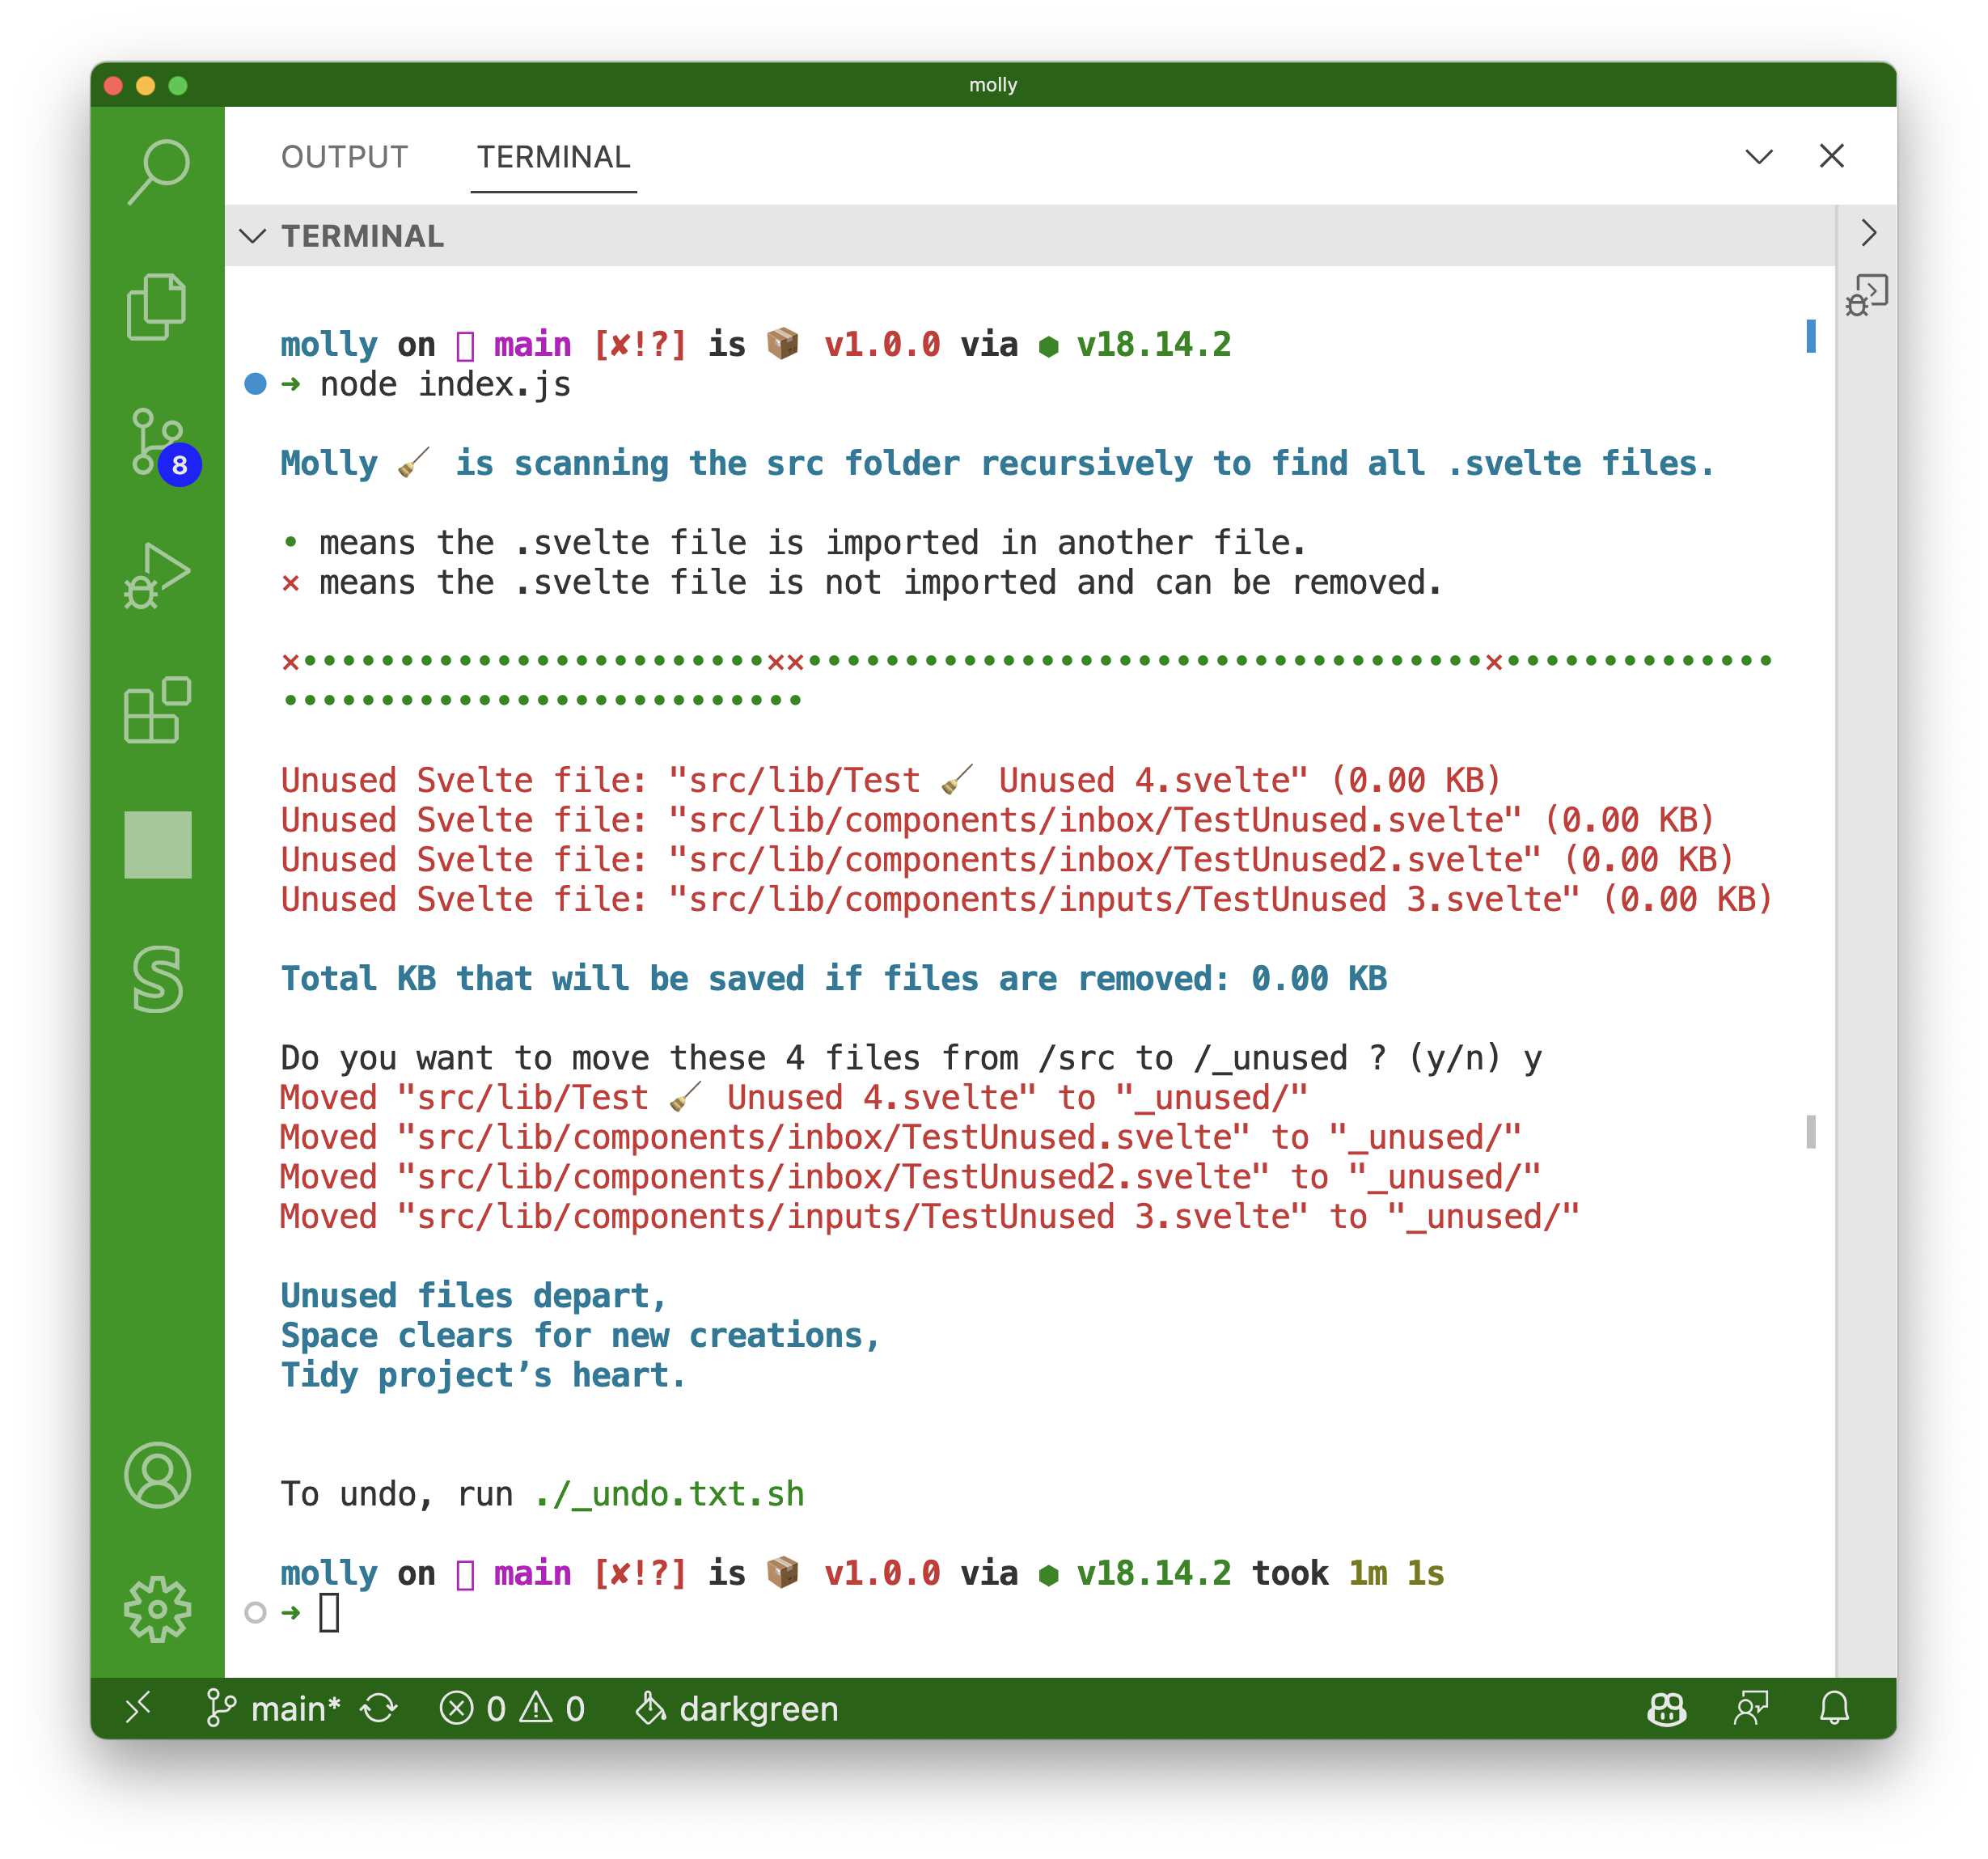 molly
OUTPUT TERMINAL
TERMINAL
molly on main [✘!?] is 📦 v1.0.0 via ⬢ v18.14.2
➜ node index.js
Molly 🧹 is scanning the src folder recursively to find all .svelte files.
• means the .svelte file is imported in another file.
× means the .svelte file is not imported and can be removed.
ו••••••••••••••••••••••××•••••••••••••••••••••••••••••••••••ו•••••••••••••
•••••••••••••••••••••••••••
Unused Svelte file: "src/lib/Test 🧹 Unused 4.svelte" (0.00 KB)
Unused Svelte file: "src/lib/components/inbox/TestUnused.svelte" (0.00 KB)
Unused Svelte file: "src/lib/components/inbox/TestUnused2.svelte" (0.00 KB)
Unused Svelte file: "src/lib/components/inputs/TestUnused 3.svelte" (0.00 KB)
Total KB that will be saved if files are removed: 0.00 KB
Do you want to move these 4 files from /src to /_unused ? (y/n) y
Moved "src/lib/Test 🧹 Unused 4.svelte" to "_unused/"
Moved "src/lib/components/inbox/TestUnused.svelte" to "_unused/"
Moved "src/lib/components/inbox/TestUnused2.svelte" to "_unused/"
Moved "src/lib/components/inputs/TestUnused 3.svelte" to "_unused/"
Unused files depart,
Space clears for new creations,
Tidy project’s heart.
To undo, run ./_undo.txt.sh
molly on main [✘!?] is 📦 v1.0.0 via ⬢ v18.14.2 took 1m 1s
➜
8
S
main* 0 0 darkgreen